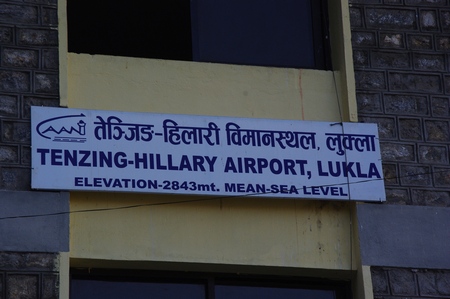 तेञ्जिङ-हिलारी विमानस्थल, लुक्ला
TENZING-HILLARY AIRPORT, LUKLA
ELEVATION-2843mt. MEAN-SEA LEVEL